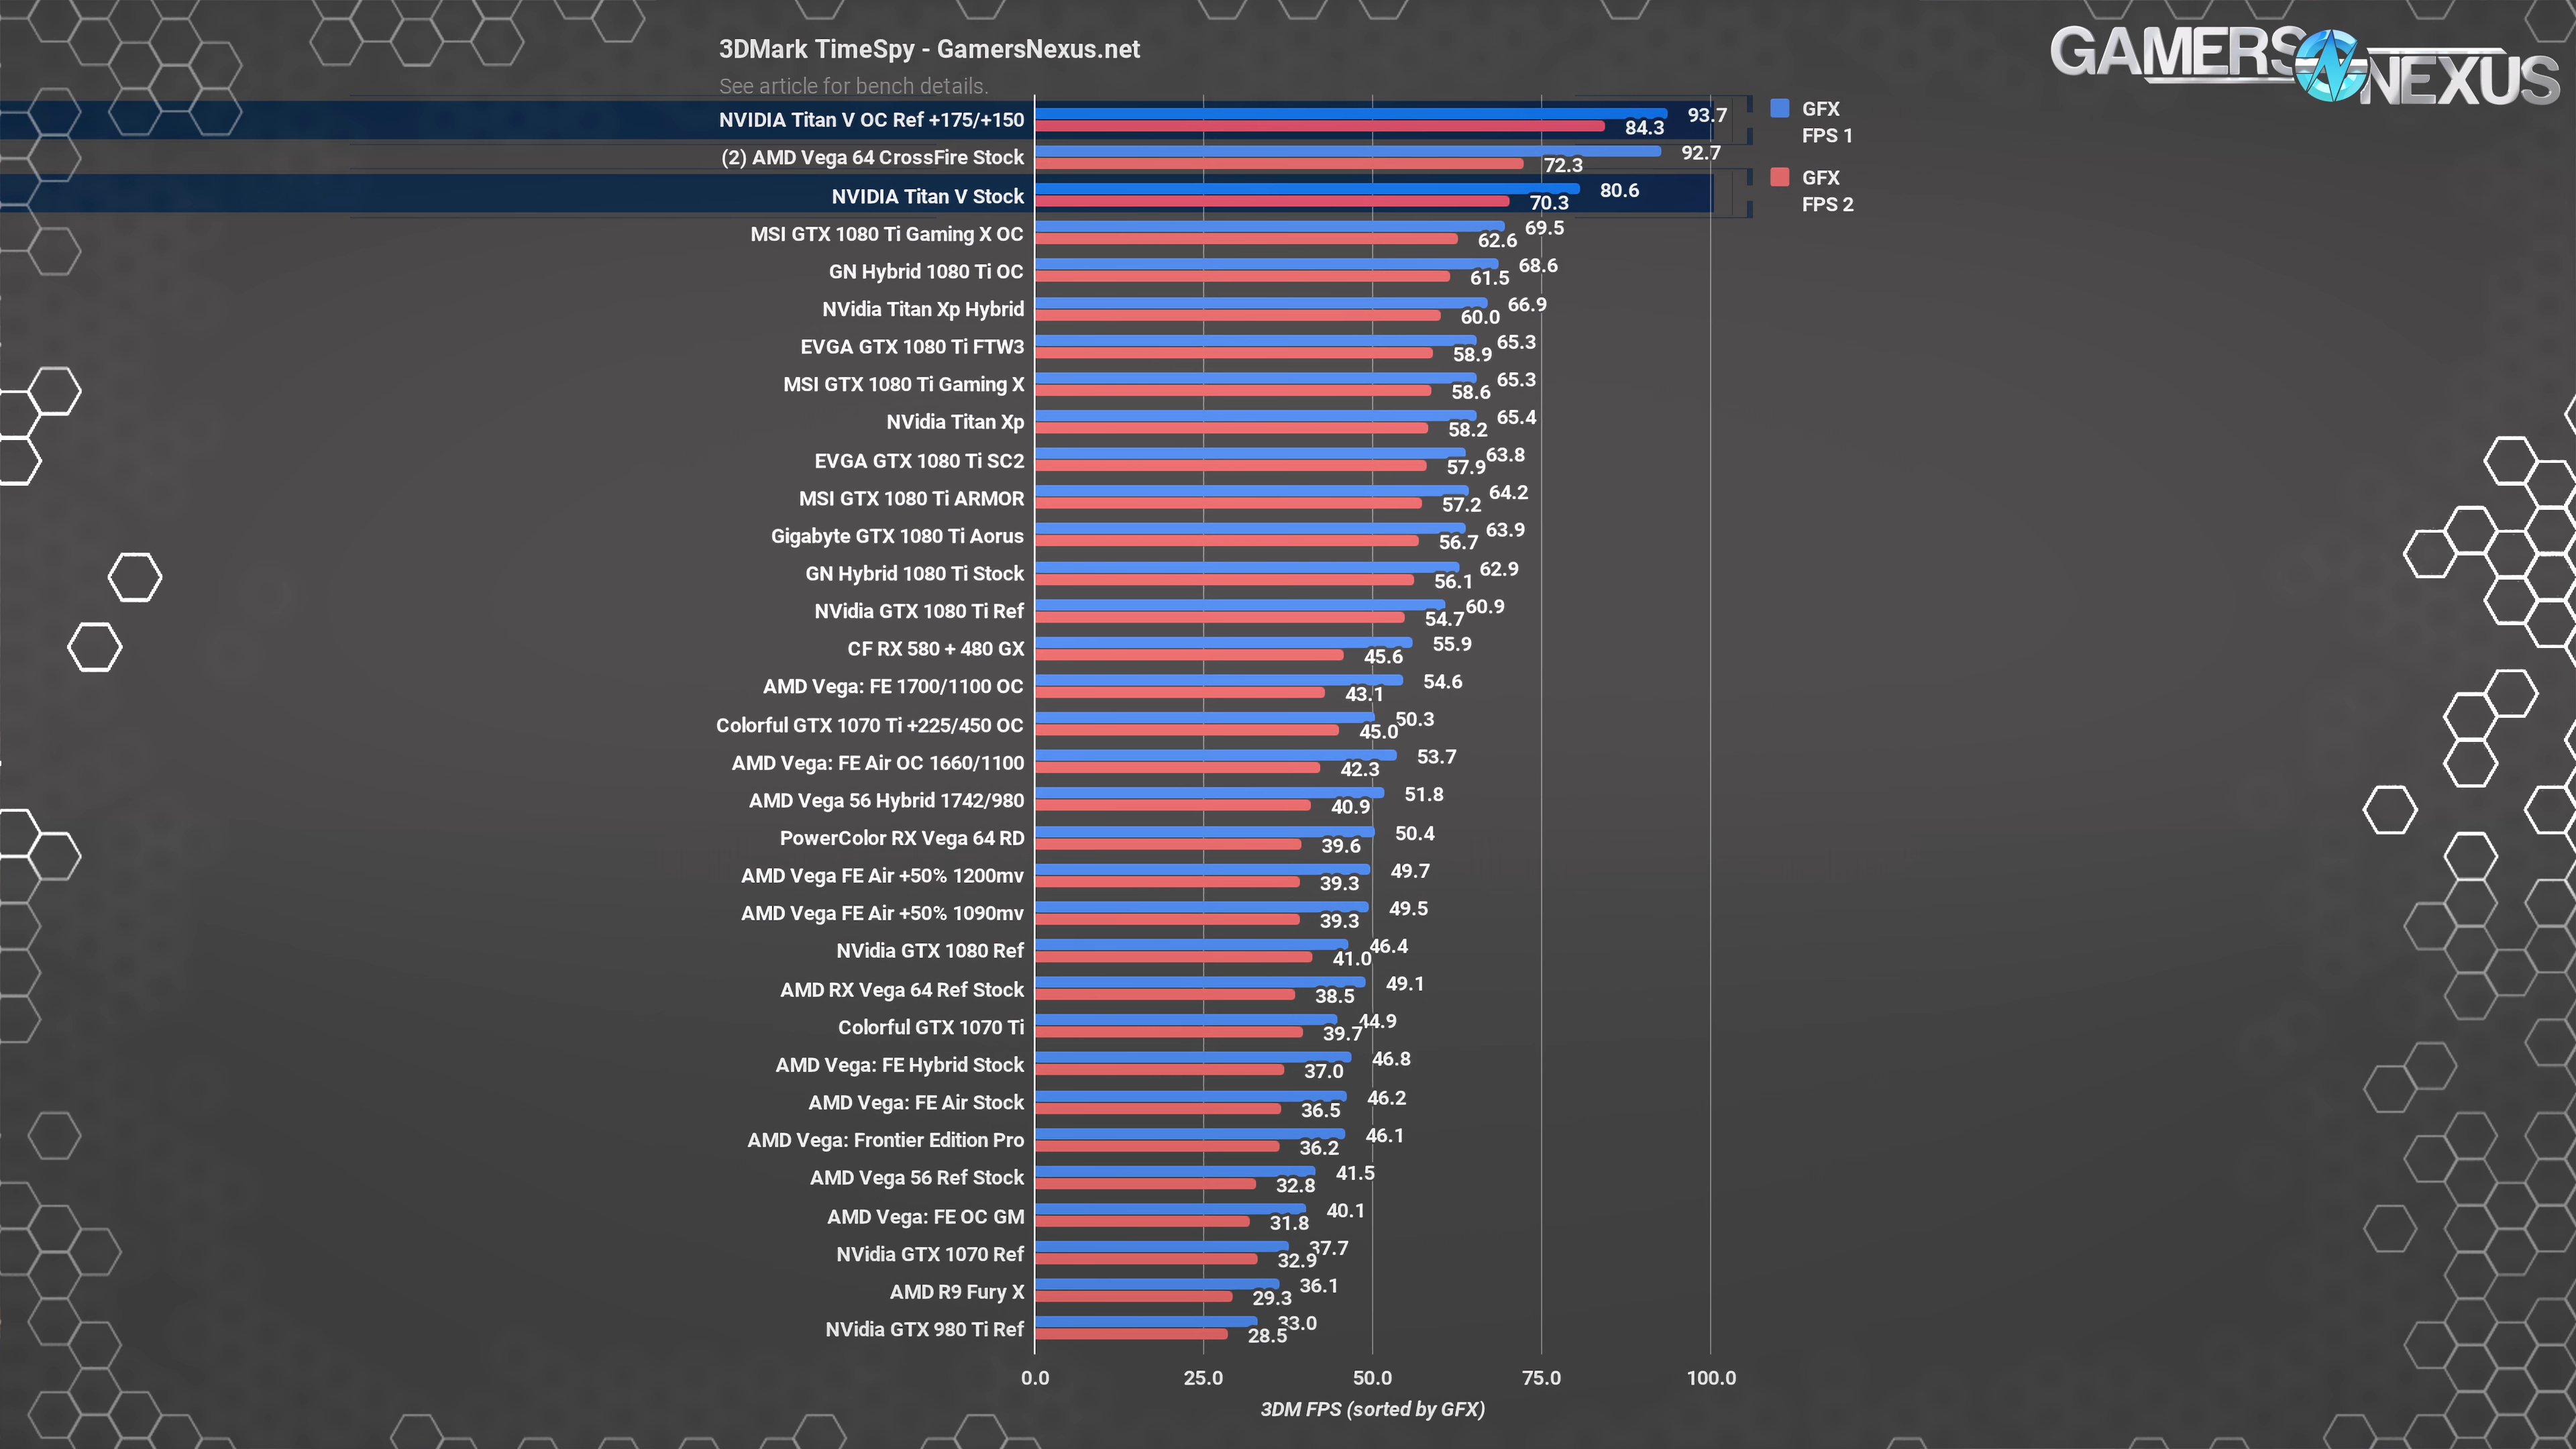 3DMark TimeSpy - GamersNexus.net
See article for bench details.
GAMERS NEXUS
GFX
FPS 1
GFX
FPS 2
NVIDIA Titan V OC Ref +175/+150 93.7 84.3
(2) AMD Vega 64 CrossFire Stock 92.7 72.3
NVIDIA Titan V Stock 80.6 70.3
MSI GTX 1080 Ti Gaming X OC 69.5 62.6
GN Hybrid 1080 Ti OC 68.6 61.5
NVidia Titan Xp Hybrid 66.9 60.0
EVGA GTX 1080 Ti FTW3 65.3 58.9
MSI GTX 1080 Ti Gaming X 65.3 58.6
NVidia Titan Xp 65.4 58.2
EVGA GTX 1080 Ti SC2 63.8 57.9
MSI GTX 1080 Ti ARMOR 64.2 57.2
Gigabyte GTX 1080 Ti Aorus 63.9 56.7
GN Hybrid 1080 Ti Stock 62.9 56.1
NVidia GTX 1080 Ti Ref 60.9 54.7
CF RX 580 + 480 GX 55.9 45.6
AMD Vega: FE 1700/1100 OC 54.6 43.1
Colorful GTX 1070 Ti +225/450 OC 50.3 45.0
AMD Vega: FE Air OC 1660/1100 53.7 42.3
AMD Vega 56 Hybrid 1742/980 51.8 40.9
PowerColor RX Vega 64 RD 50.4 39.6
AMD Vega FE Air +50% 1200mv 49.7 39.3
AMD Vega FE Air +50% 1090mv 49.5 39.3
NVidia GTX 1080 Ref 46.4 41.0
AMD RX Vega 64 Ref Stock 49.1 38.5
Colorful GTX 1070 Ti 44.9 39.7
AMD Vega: FE Hybrid Stock 46.8 37.0
AMD Vega: FE Air Stock 46.2 36.5
AMD Vega: Frontier Edition Pro 46.1 36.2
AMD Vega 56 Ref Stock 41.5 32.8
AMD Vega: FE OC GM 40.1 31.8
NVidia GTX 1070 Ref 37.7 32.9
AMD R9 Fury X 36.1 29.3
NVidia GTX 980 Ti Ref 33.0 28.5
0.0 25.0 50.0 75.0 100.0
3DM FPS (sorted by GFX)